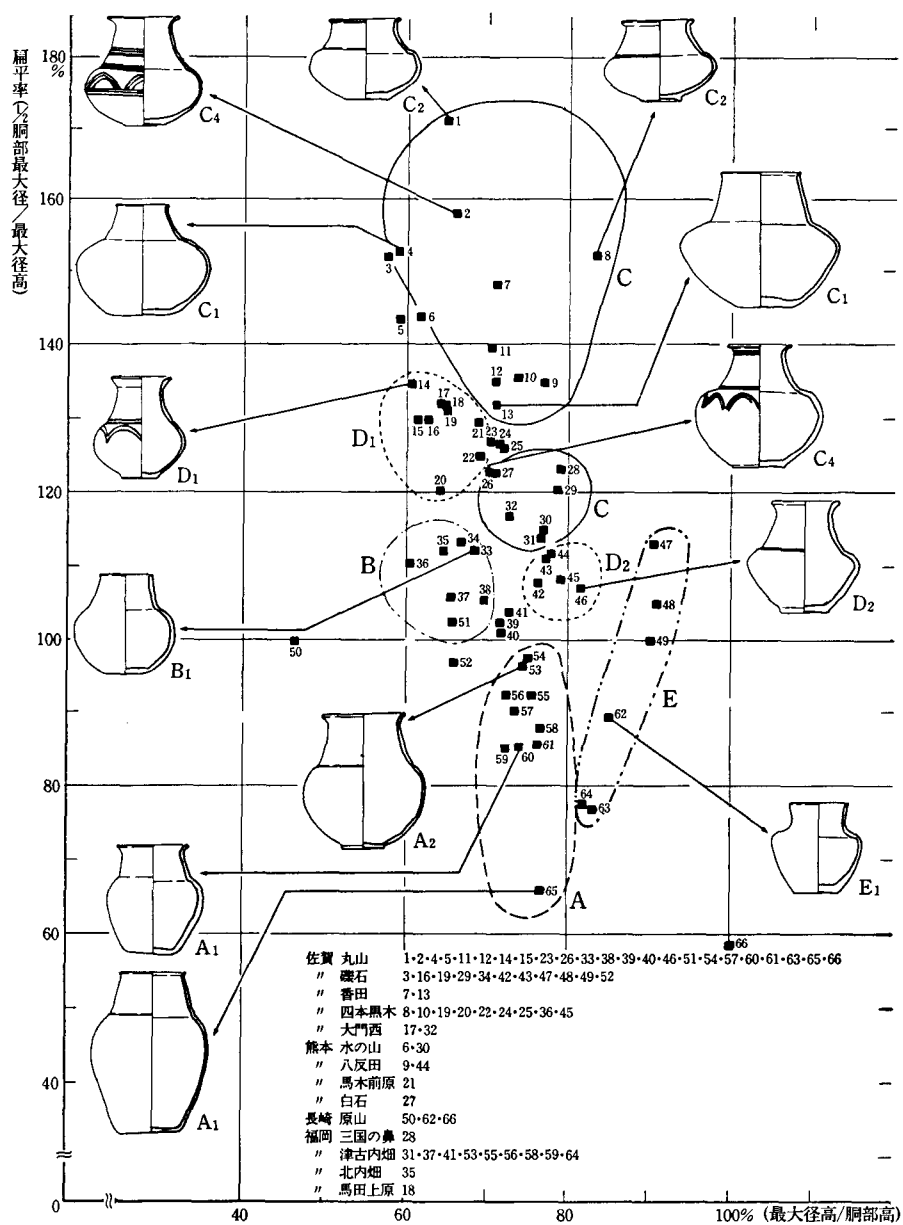 扁平率(1/2胴部最大径/最大径高)
180
%
160
140
120
100
80
60
40
0
40
60
80
100% (最大径高/胴部高)
C4
C2
C2
C1
C1
D1
C4
B1
D2
A2
A1
E1
A1
C
D1
C
B
D2
E
A
1
2
3
4
5
6
7
8
9
10
11
12
13
14
15
16
17
18
19
20
21
22
23
24
25
26
27
28
29
30
31
32
33
34
35
36
37
38
39
40
41
42
43
44
45
46
47
48
49
50
51
52
53
54
55
56
57
58
59
60
61
62
63
64
65
66
佐賀 丸山 1・2・4・5・11・12・14・15・23・26・33・38・39・40・46・51・54・57・60・61・63・65・66
〃 礫石 3・16・19・29・34・42・43・47・48・49・52
〃 香田 7・13
〃 四本黒木 8・10・19・20・22・24・25・36・45
〃 大門西 17・32
熊本 水の山 6・30
〃 八反田 9・44
〃 馬木前原 21
〃 白石 27
長崎 原山 50・62・66
福岡 三国の鼻 28
〃 津古内畑 31・37・41・53・55・56・58・59・64
〃 北内畑 35
〃 馬田上原 18